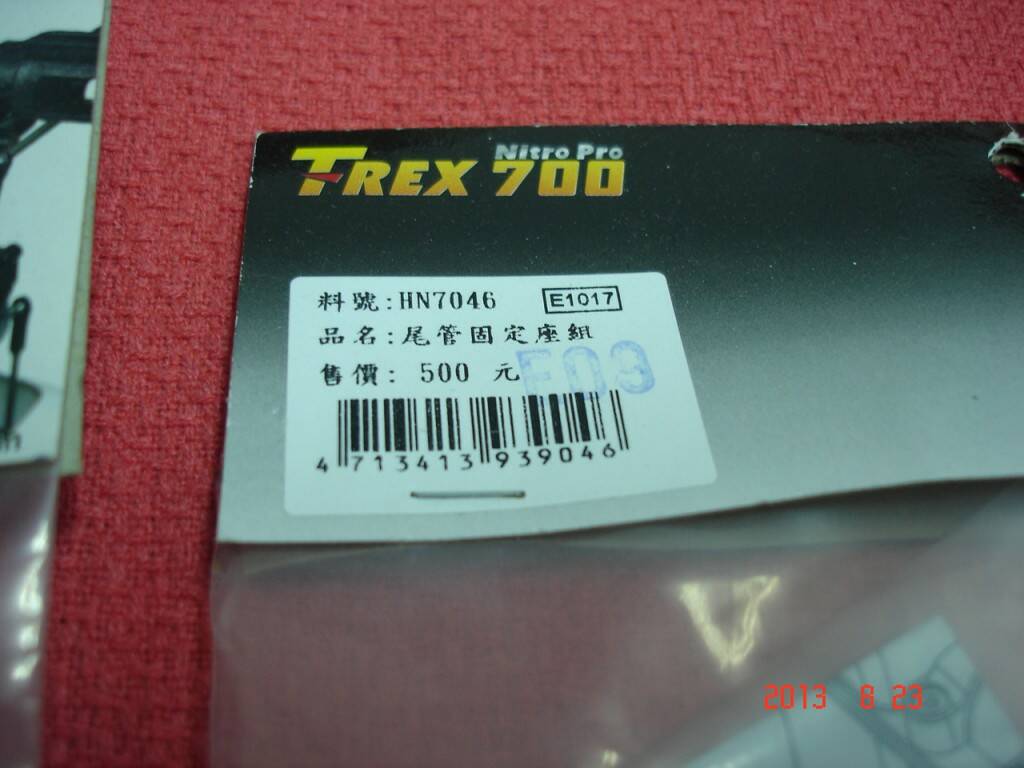 T-REX 700 Nitro Pro
料號:HN7046 E1017
品名:尾管固定座組
售價: 500 元 E09
4 713413 939046
2013 8 23